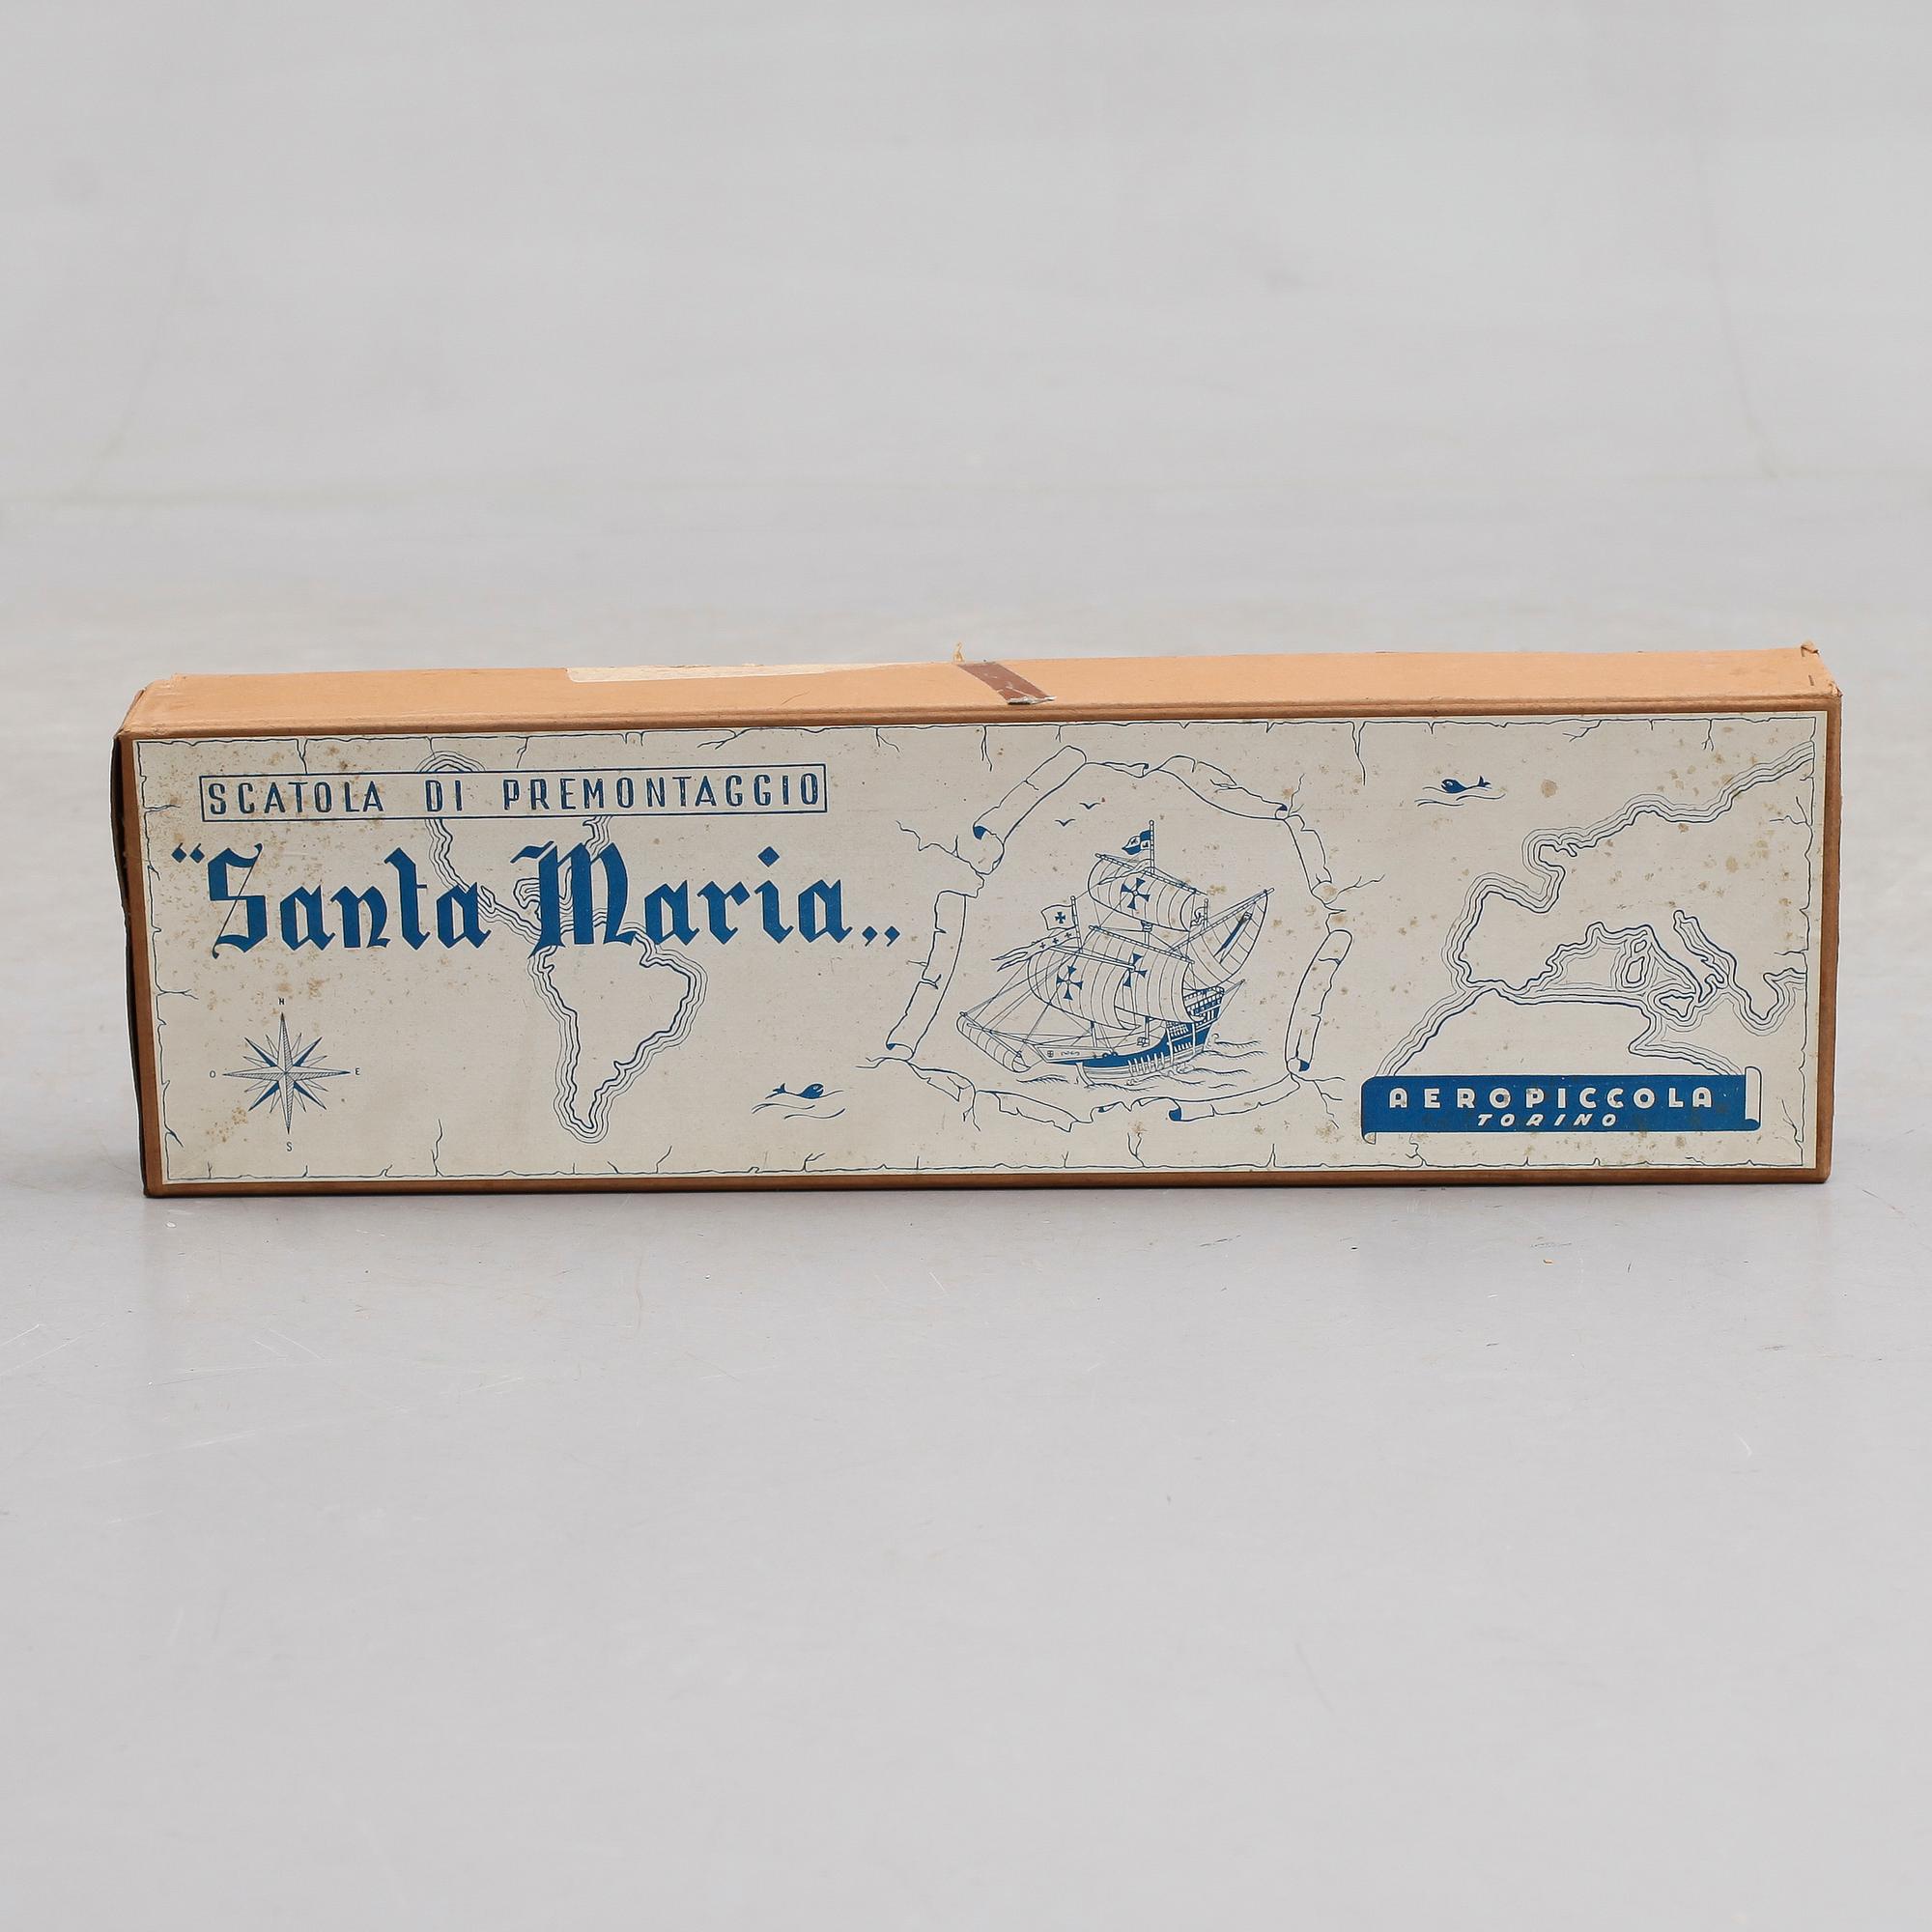 SCATOLA DI PREMONTAGGIO
“Santa Maria„
N
O E
S
AEROPICCOLA
TORINO